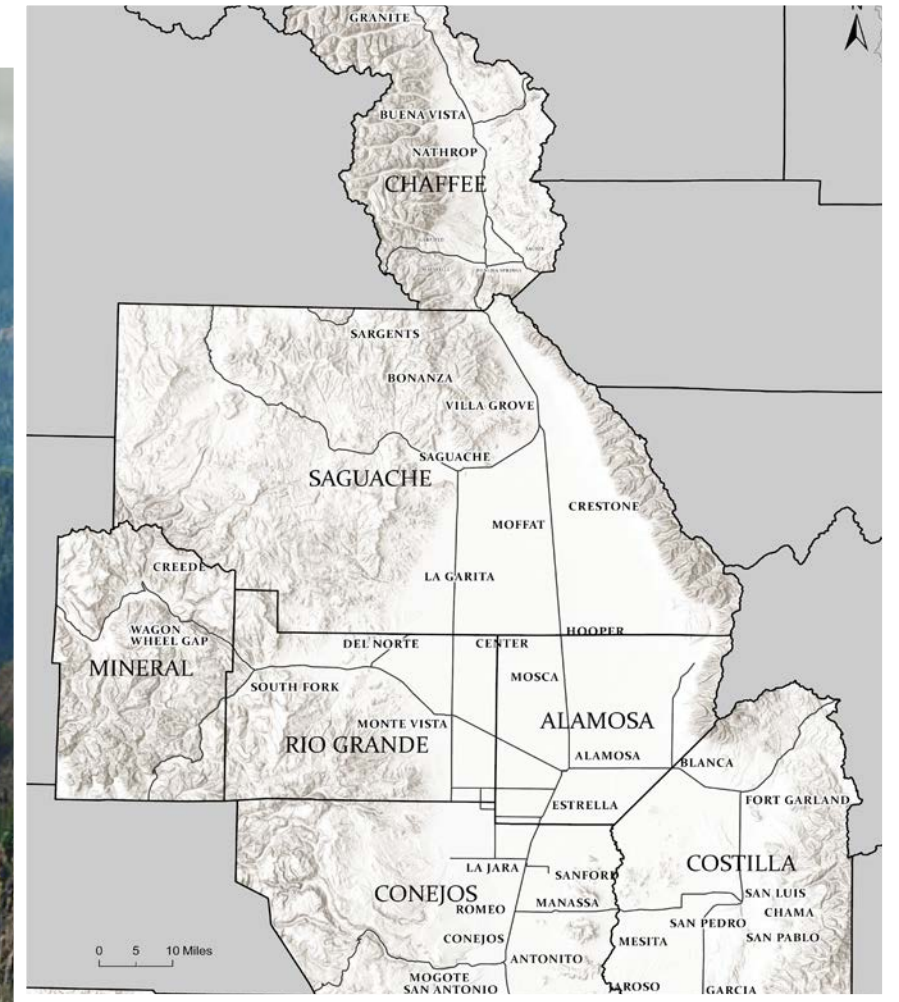 N
GRANITE
BUENA VISTA
NATHROP
CHAFFEE
SARGENTS
BONANZA
VILLA GROVE
SAGUACHE
SAGUACHE
CRESTONE
MOFFAT
CREEDE
LA GARITA
WAGON
WHEEL GAP
MINERAL
DEL NORTE
CENTER
HOOPER
MOSCA
SOUTH FORK
MONTE VISTA
ALAMOSA
RIO GRANDE
ALAMOSA
BLANCA
ESTRELLA
FORT GARLAND
LA JARA
SANFORD
COSTILLA
CONEJOS
ROMEO
MANASSA
SAN LUIS
CHAMA
SAN PEDRO
SAN PABLO
CONEJOS
MESITA
ANTONITO
MOGOTE
SAN ANTONIO
GARCIA
0 5 10 Miles